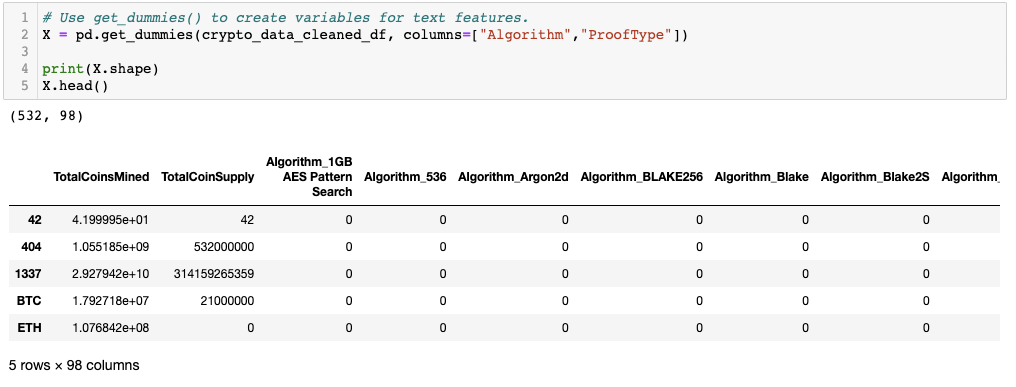 1 # Use get_dummies() to create variables for text features.
2 X = pd.get_dummies(crypto_data_cleaned_df, columns=["Algorithm","ProofType"])
3
4 print(X.shape)
5 X.head()
(532, 98)
TotalCoinsMined TotalCoinSupply Algorithm_1GB AES Pattern Search Algorithm_536 Algorithm_Argon2d Algorithm_BLAKE256 Algorithm_Blake Algorithm_Blake2S Algorithm_
42 4.199995e+01 42 0 0 0 0 0 0
404 1.055185e+09 532000000 0 0 0 0 0 0
1337 2.927942e+10 314159265359 0 0 0 0 0 0
BTC 1.792718e+07 21000000 0 0 0 0 0 0
ETH 1.076842e+08 0 0 0 0 0 0 0
5 rows × 98 columns